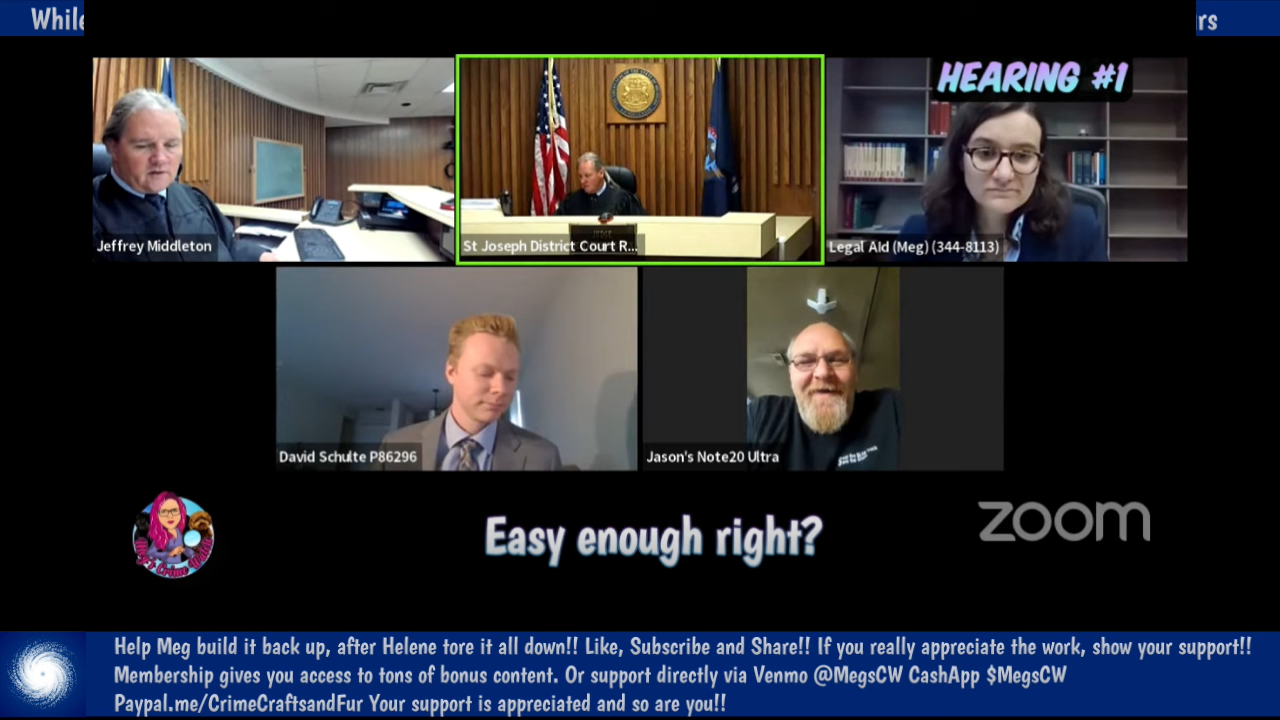 While
rs
HEARING #1
Jeffrey Middleton
St Joseph District Court R...
Legal AId (Meg) (344-8113)
David Schulte P86296
Jason's Note20 Ultra
Easy enough right?
zoom
Help Meg build it back up, after Helene tore it all down!! Like, Subscribe and Share!! If you really appreciate the work, show your support!!
Membership gives you access to tons of bonus content. Or support directly via Venmo @MegsCW CashApp $MegsCW
Paypal.me/CrimeCraftsandFur Your support is appreciated and so are you!!